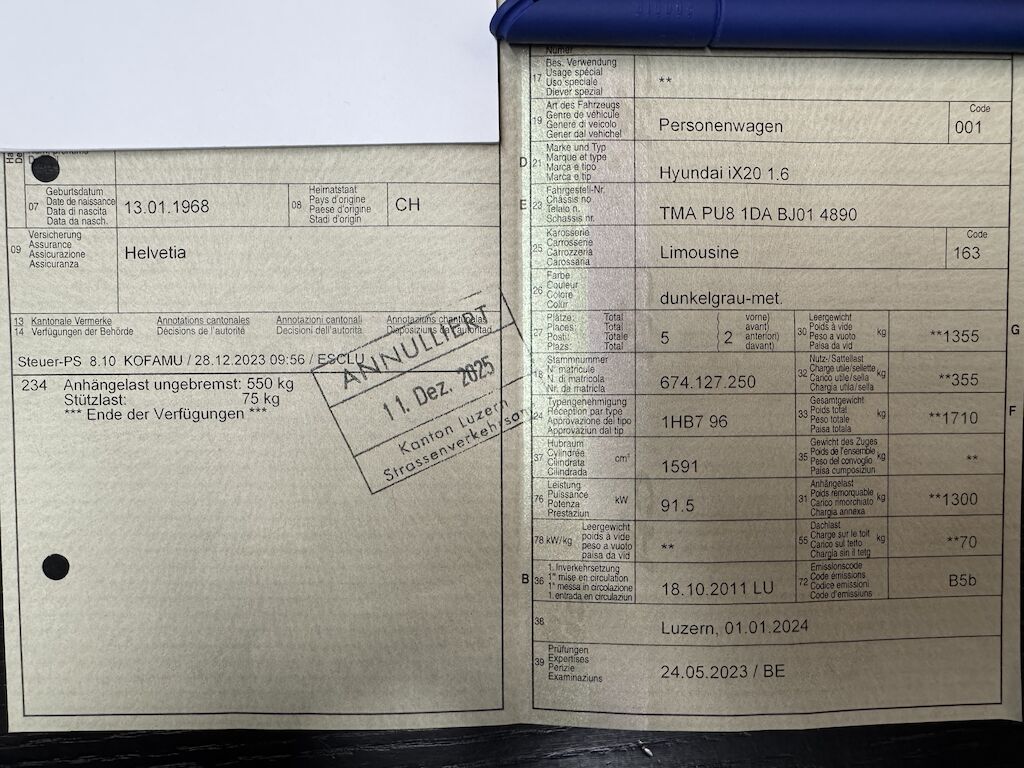 07 Geburtsdatum
Date de naissance
Data di nascita
Data da nasch.
13.01.1968
08 Heimatstaat
Pays d'origine
Paese d'origine
Stadi d'origin
CH
09 Versicherung
Assurance
Assicurazione
Assicuranza
Helvetia
13 Kantonale Vermerke Annotations cantonales Annotazioni cantonali Annotaziuns chantunalas
14 Verfügungen der Behörde Décisions de l'autorité Decisioni dell'autorità Disposiziuns da l'autoritad
Steuer-PS 8.10 KOFAMU / 28.12.2023 09:56 / ESCLU
234 Anhängelast ungebremst: 550 kg
Stützlast: 75 kg
*** Ende der Verfügungen ***
ANNULLIERT
11. Dez. 2025
Kanton Luzern
Strassenverkehrsamt
Numer
17 Bes. Verwendung
Usage spécial
Uso speciale
Diever spezial
**
19 Art des Fahrzeugs
Genre de véhicule
Genere di veicolo
Gener dal vehichel
Personenwagen
Code
001
D 21 Marke und Typ
Marque et type
Marca e tipo
Marca e tip
Hyundai iX20 1.6
E 23 Fahrgestell-Nr.
Châssis no
Telaio n.
Schassis nr.
TMA PU8 1DA BJ01 4890
25 Karosserie
Carrosserie
Carrozzeria
Carossaria
Limousine
Code
163
26 Farbe
Couleur
Colore
Colur
dunkelgrau-met.
27 Plätze: Total
Places: Total
Posti: Totale
Plazs: Total
5
( vorne)
( avant)
2
( anteriori)
( davant)
30 Leergewicht
Poids à vide
Peso a vuoto
Paisa da vid
kg
**1355
G
18 Stammnummer
N° matricule
N. di matricola
Nr. da matricla
674.127.250
32 Nutz-/Sattellast
Charge utile/sellette
Carico utile/sella
Chargia utila/sella
kg
**355
24 Typengenehmigung
Réception par type
Approvazione del tipo
Approvaziun dal tip
1HB7 96
33 Gesamtgewicht
Poids total
Peso totale
Paisa totala
kg
**1710
F
37 Hubraum
Cylindrée
Cilindrata
Cilindrada
cm³
1591
35 Gewicht des Zuges
Poids de l'ensemble
Peso del convoglio
Paisa cumposiziun
kg
**
76 Leistung
Puissance
Potenza
Prestaziun
kW
91.5
31 Anhängelast
Poids remorquable
Carico rimorchiato
Chargia annexa
kg
**1300
78 kW/kg Leergewicht
poids à vide
peso a vuoto
paisa da vid
**
55 Dachlast
Charge sur le toit
Carico sul tetto
Chargia sin il tetg
kg
**70
B 36 1. Inverkehrsetzung
1re mise en circulation
1a messa in circolazione
1. entrada en circulaziun
18.10.2011 LU
72 Emissionscode
Code émissions
Codice emissioni
Code d'emissiuns
B5b
38
Luzern, 01.01.2024
39 Prüfungen
Expertises
Perizie
Examinaziuns
24.05.2023 / BE